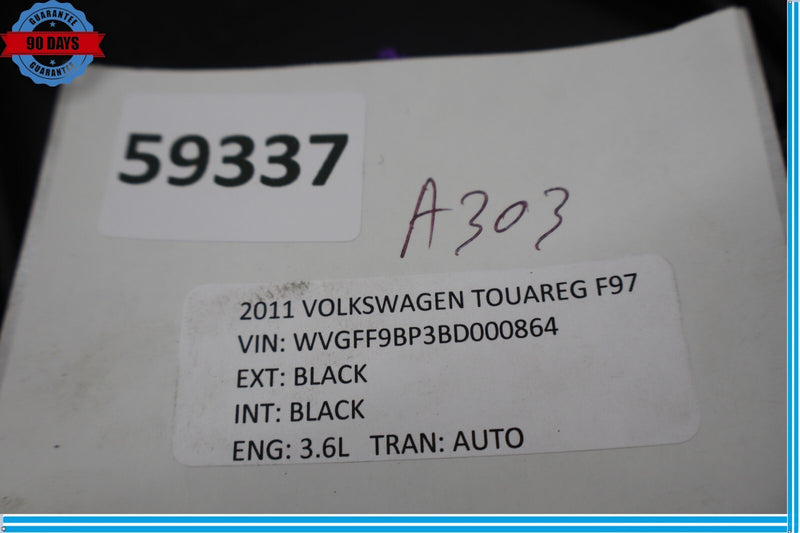 GUARANTEE
90 DAYS
GUARANTEE
59337
A303
2011 VOLKSWAGEN TOUAREG F97
VIN: WVGFF9BP3BD000864
EXT: BLACK
INT: BLACK
ENG: 3.6L TRAN: AUTO